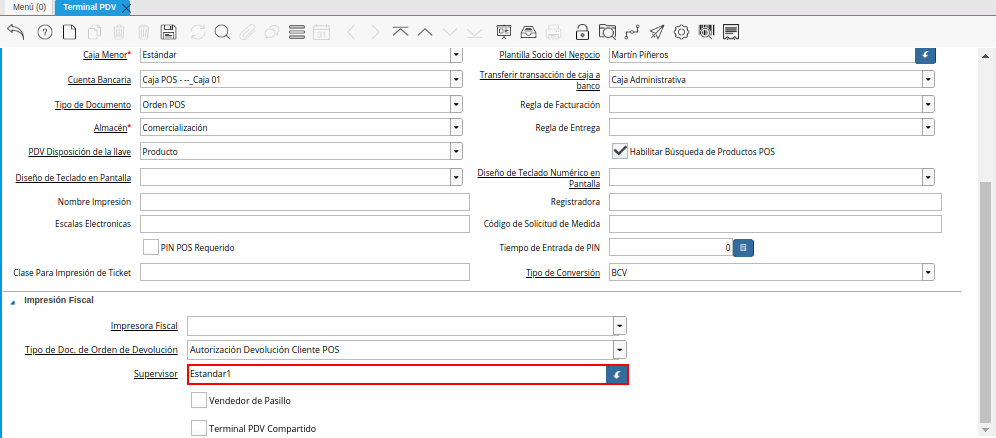 Menú (0) Terminal PDV
Caja Menor* Estándar Plantilla Socio del Negocio Martín Piñeros
Cuenta Bancaria Caja POS - --_Caja 01 Transferir transacción de caja a
banco Caja Administrativa
Tipo de Documento Orden POS Regla de Facturación
Almacén* Comercialización Regla de Entrega
PDV Disposición de la llave Producto Habilitar Búsqueda de Productos POS
Diseño de Teclado en Pantalla Diseño de Teclado Numérico en
Pantalla
Nombre Impresión Registradora
Escalas Electronicas Código de Solicitud de Medida
PIN POS Requerido Tiempo de Entrada de PIN 0
Clase Para Impresión de Ticket Tipo de Conversión BCV
Impresión Fiscal
Impresora Fiscal
Tipo de Doc. de Orden de Devolución Autorización Devolución Cliente POS
Supervisor Estandar1
Vendedor de Pasillo
Terminal PDV Compartido